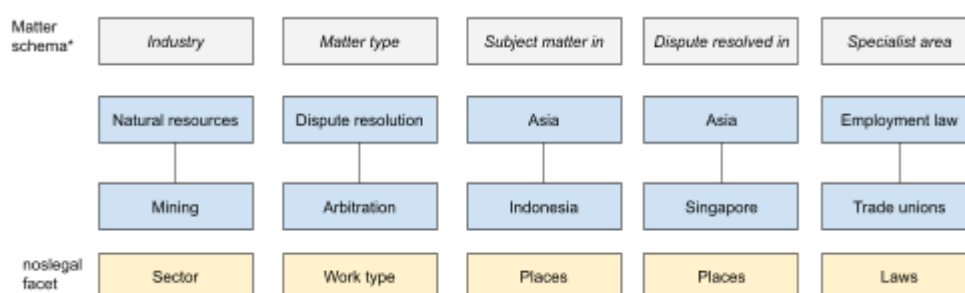 Matter
schema*
Industry
Matter type
Subject matter in
Dispute resolved in
Specialist area
Natural resources
Dispute resolution
Asia
Asia
Employment law
Mining
Arbitration
Indonesia
Singapore
Trade unions
noslegal
facet
Sector
Work type
Places
Places
Laws